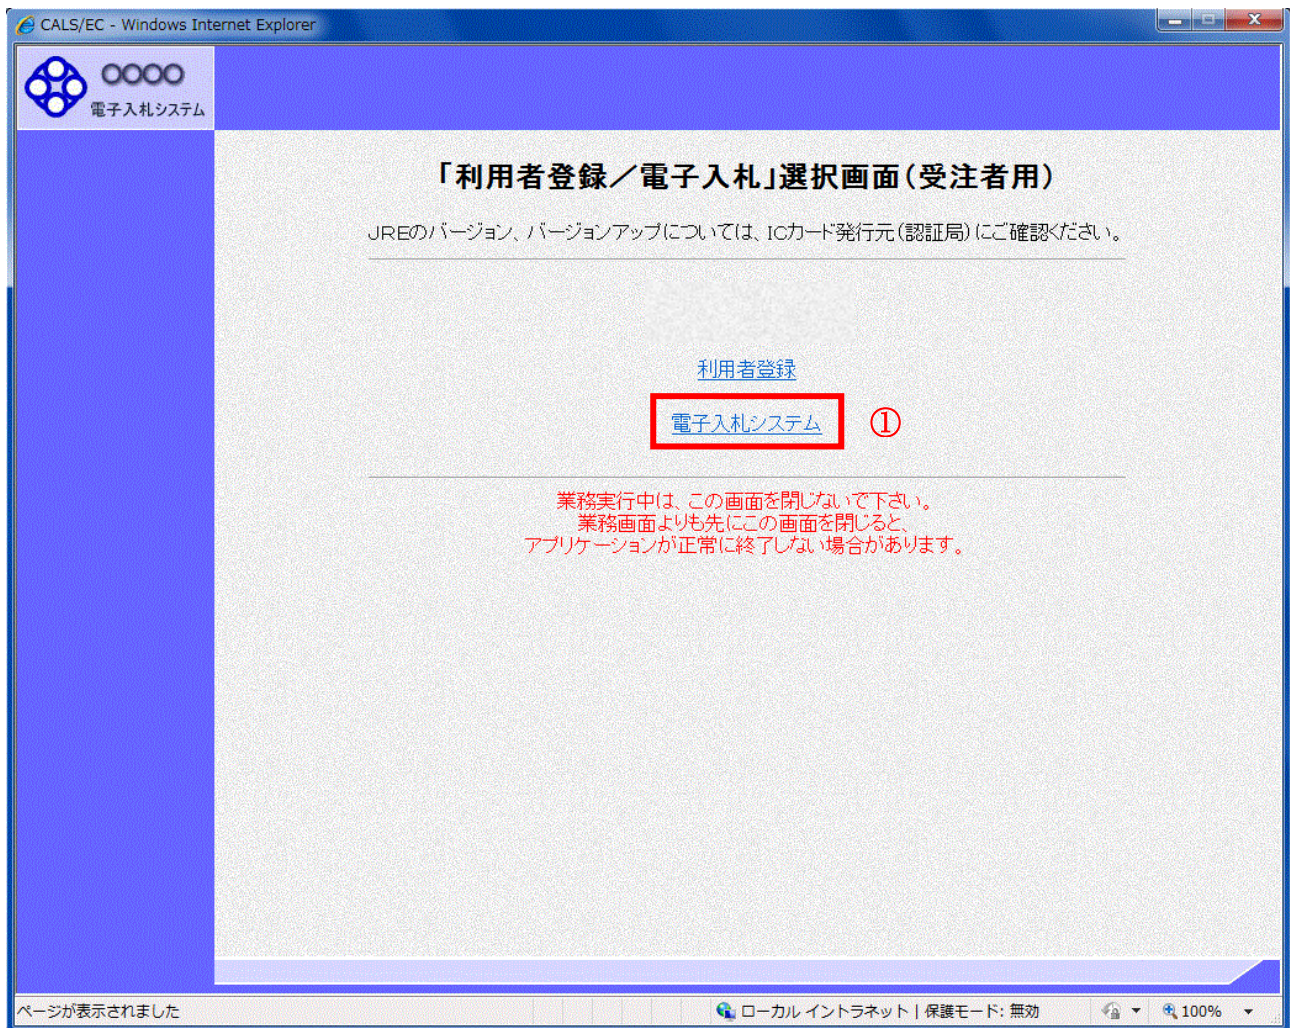 CALS/EC - Windows Internet Explorer
○○○○
電子入札システム
「利用者登録／電子入札」選択画面（受注者用）
JREのバージョン、バージョンアップについては、ICカード発行元（認証局）にご確認ください。
利用者登録
電子入札システム ①
業務実行中は、この画面を閉じないで下さい。
業務画面よりも先にこの画面を閉じると、
アプリケーションが正常に終了しない場合があります。
ページが表示されました
ローカル イントラネット | 保護モード: 無効
100%